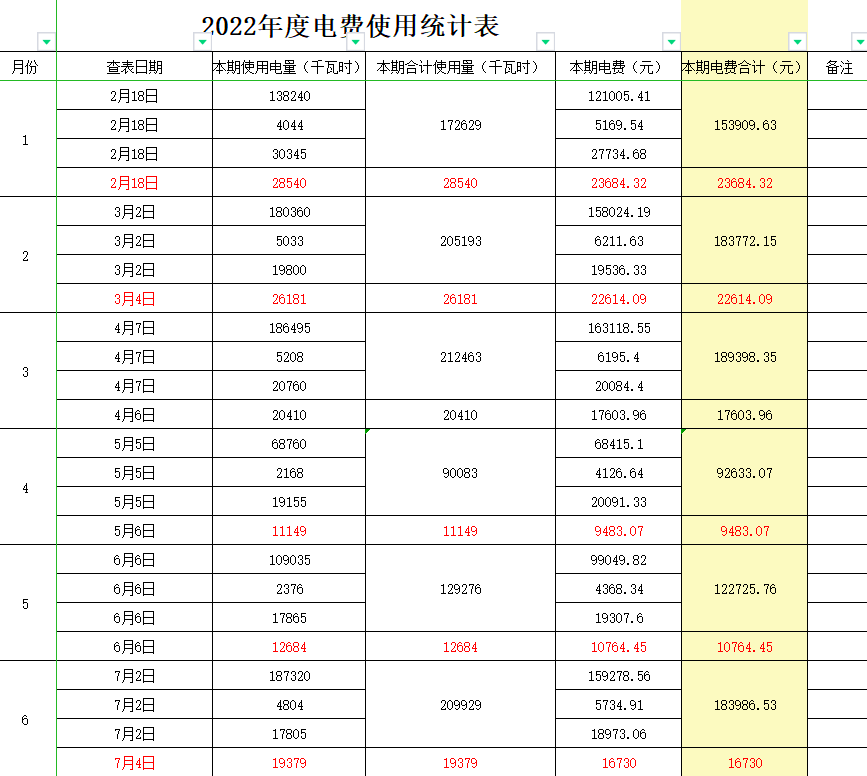 2022年度电费使用统计表
月份 查表日期 本期使用电量（千瓦时） 本期合计使用量（千瓦时） 本期电费（元） 本期电费合计（元） 备注
2月18日 138240 121005.41
1 2月18日 4044 172629 5169.54 153909.63
2月18日 30345 27734.68
2月18日 28540 28540 23684.32 23684.32
3月2日 180360 158024.19
2 3月2日 5033 205193 6211.63 183772.15
3月2日 19800 19536.33
3月4日 26181 26181 22614.09 22614.09
4月7日 186495 163118.55
3 4月7日 5208 212463 6195.4 189398.35
4月7日 20760 20084.4
4月6日 20410 20410 17603.96 17603.96
5月5日 68760 68415.1
4 5月5日 2168 90083 4126.64 92633.07
5月5日 19155 20091.33
5月6日 11149 11149 9483.07 9483.07
6月6日 109035 99049.82
5 6月6日 2376 129276 4368.34 122725.76
6月6日 17865 19307.6
6月6日 12684 12684 10764.45 10764.45
7月2日 187320 159278.56
6 7月2日 4804 209929 5734.91 183986.53
7月2日 17805 18973.06
7月4日 19379 19379 16730 16730